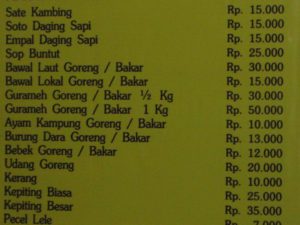 Sate Kambing Rp. 15.000
Soto Daging Sapi Rp. 15.000
Empal Daging Sapi Rp. 15.000
Sop Buntut Rp. 25.000
Bawal Laut Goreng / Bakar Rp. 30.000
Bawal Lokal Goreng / Bakar Rp. 15.000
Gurameh Goreng / Bakar ½ Kg Rp. 30.000
Gurameh Goreng / Bakar 1 Kg Rp. 50.000
Ayam Kampung Goreng / Bakar Rp. 10.000
Burung Dara Goreng / Bakar Rp. 13.000
Bebek Goreng / Bakar Rp. 12.000
Udang Goreng Rp. 20.000
Kerang Rp. 10.000
Kepiting Biasa Rp. 25.000
Kepiting Besar Rp. 35.000
Pecel Lele Rp. 7.000